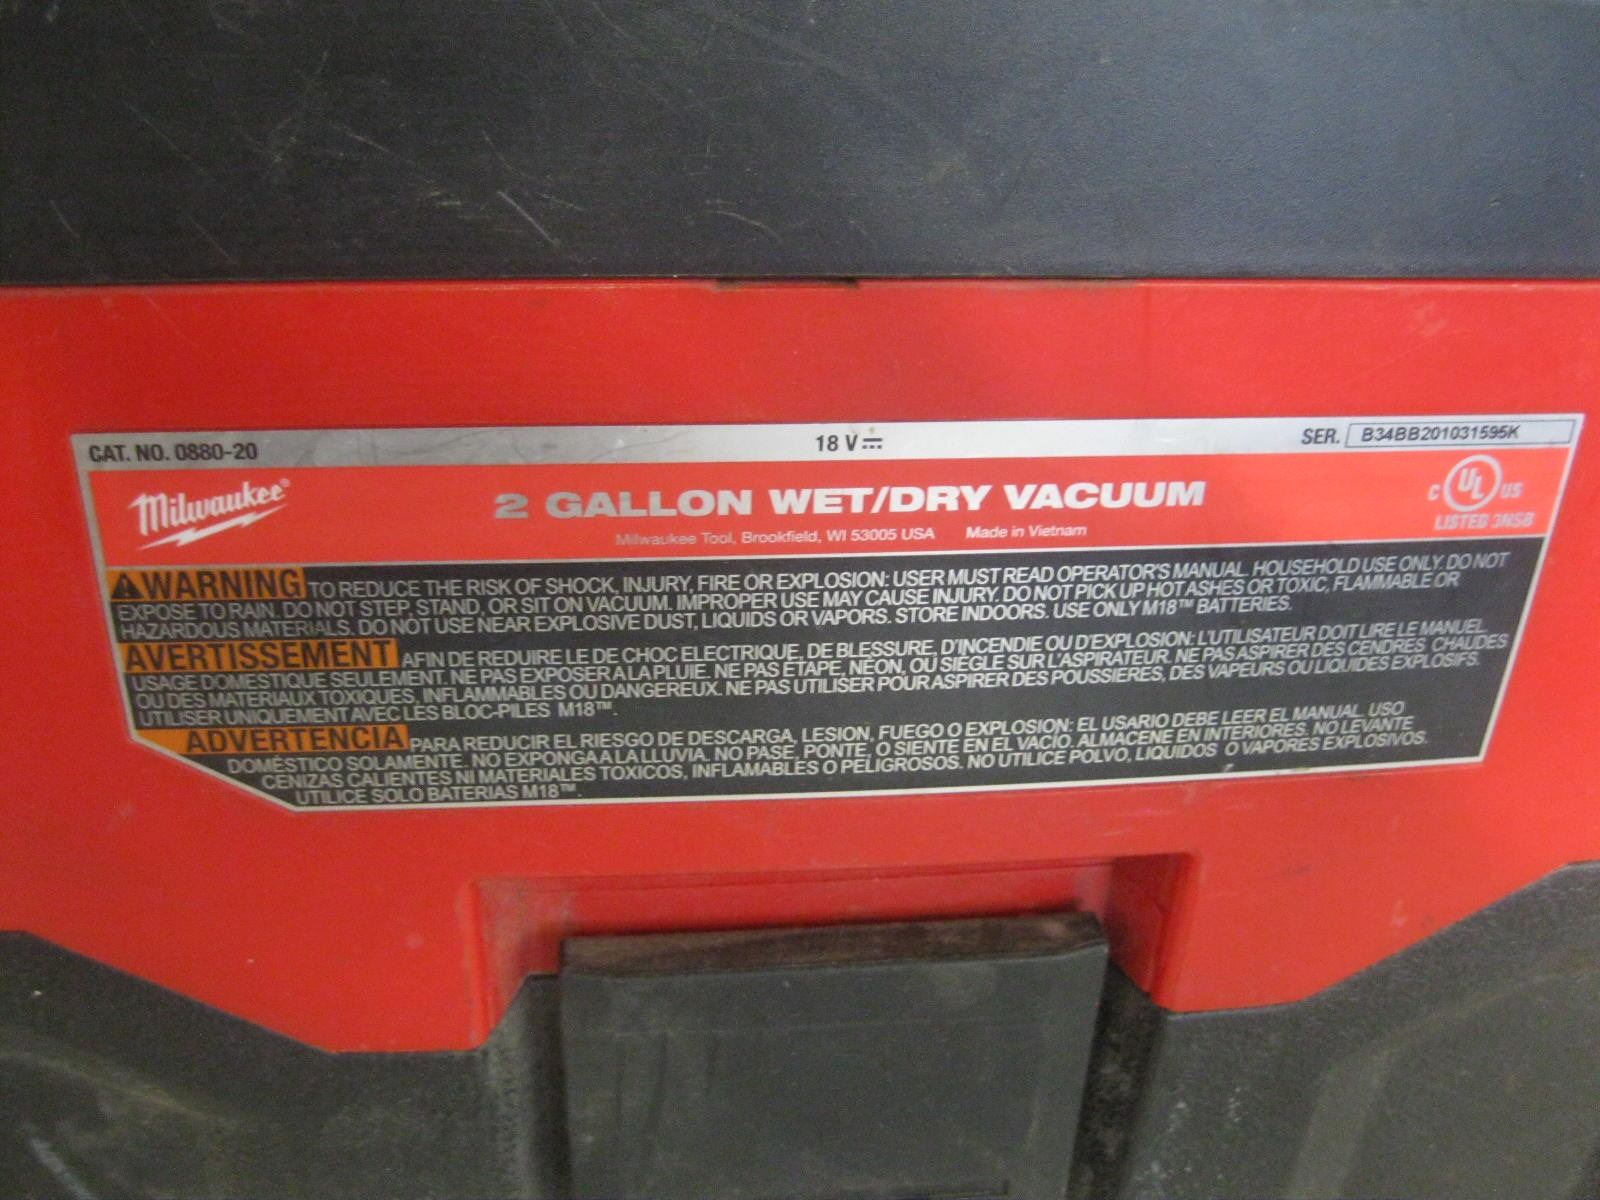 CAT. NO. 0880-20
18 V
SER. B34BB201031595K
Milwaukee®
2 GALLON WET/DRY VACUUM
C UL US
LISTED 3NSB
Milwaukee Tool, Brookfield, WI 53005 USA Made in Vietnam
WARNING TO REDUCE THE RISK OF SHOCK, INJURY, FIRE OR EXPLOSION: USER MUST READ OPERATOR'S MANUAL. HOUSEHOLD USE ONLY. DO NOT
EXPOSE TO RAIN. DO NOT STEP, STAND, OR SIT ON VACUUM. IMPROPER USE MAY CAUSE INJURY. DO NOT PICK UP HOT ASHES OR TOXIC, FLAMMABLE OR
HAZARDOUS MATERIALS. DO NOT USE NEAR EXPLOSIVE DUST, LIQUIDS OR VAPORS. STORE INDOORS. USE ONLY M18™ BATTERIES.
AVERTISSEMENT AFIN DE REDUIRE LE DE CHOC ELECTRIQUE, DE BLESSURE, D'INCENDIE OU D'EXPLOSION: L'UTILISATEUR DOIT LIRE LE MANUEL.
USAGE DOMESTIQUE SEULEMENT. NE PAS EXPOSER A LA PLUIE. NE PAS ETAPE, NEON, OU SIEGLE SUR L'ASPIRATEUR. NE PAS ASPIRER DES CENDRES CHAUDES
OU DES MATERIAUX TOXIQUES, INFLAMMABLES OU DANGEREUX. NE PAS UTILISER POUR ASPIRER DES POUSSIERES, DES VAPEURS OU LIQUIDES EXPLOSIFS.
UTILISER UNIQUEMENT AVEC LES BLOC-PILES M18™.
ADVERTENCIA PARA REDUCIR EL RIESGO DE DESCARGA, LESION, FUEGO O EXPLOSION: EL USARIO DEBE LEER EL MANUAL. USO
DOMÉSTICO SOLAMENTE. NO EXPONGA A LA LLUVIA. NO PASE, PONTE, O SIENTE EN EL VACIO. ALMACENE EN INTERIORES. NO LEVANTE
CENIZAS CALIENTES NI MATERIALES TOXICOS, INFLAMABLES O PELIGROSOS. NO UTILICE POLVO, LIQUIDOS O VAPORES EXPLOSIVOS.
UTILICE SOLO BATERIAS M18™.